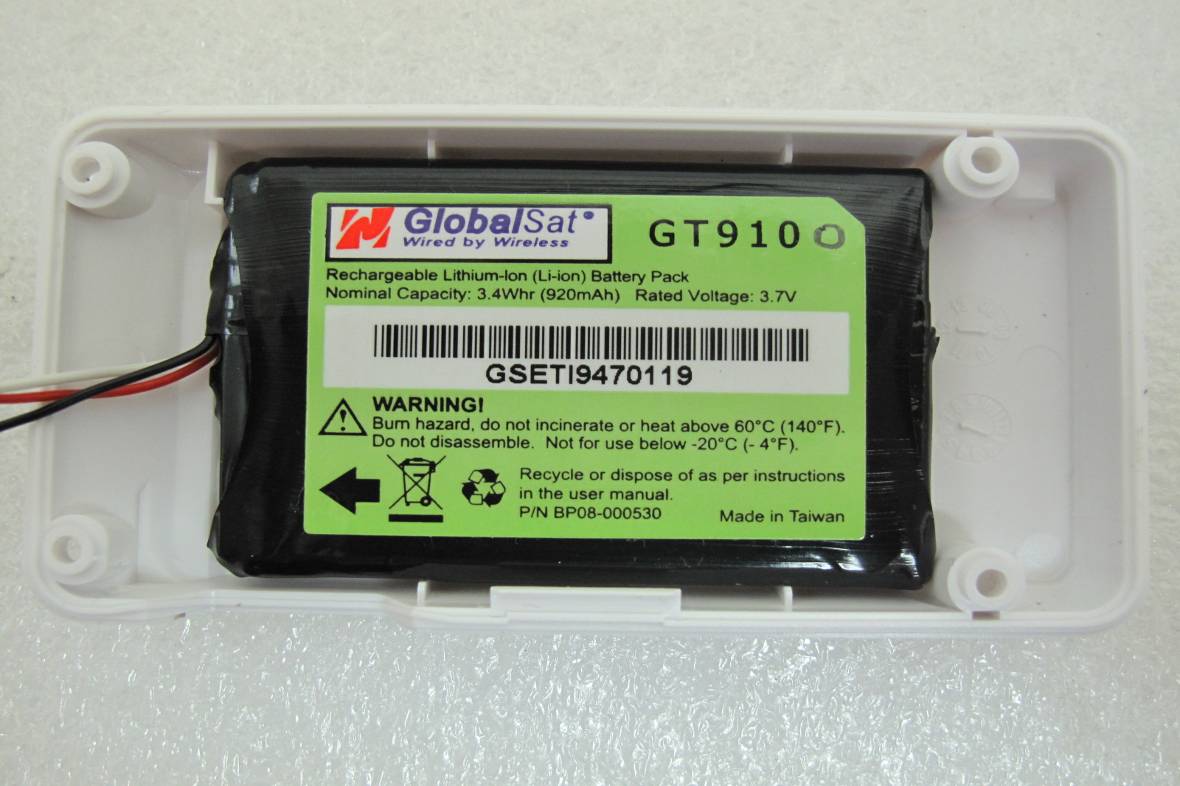 GlobalSat®
Wired by Wireless
GT9100
Rechargeable Lithium-Ion (Li-ion) Battery Pack
Nominal Capacity: 3.4Whr (920mAh) Rated Voltage: 3.7V
GSETI9470119
WARNING!
Burn hazard, do not incinerate or heat above 60°C (140°F).
Do not disassemble. Not for use below -20°C (- 4°F).
Recycle or dispose of as per instructions
in the user manual.
P/N BP08-000530
Made in Taiwan